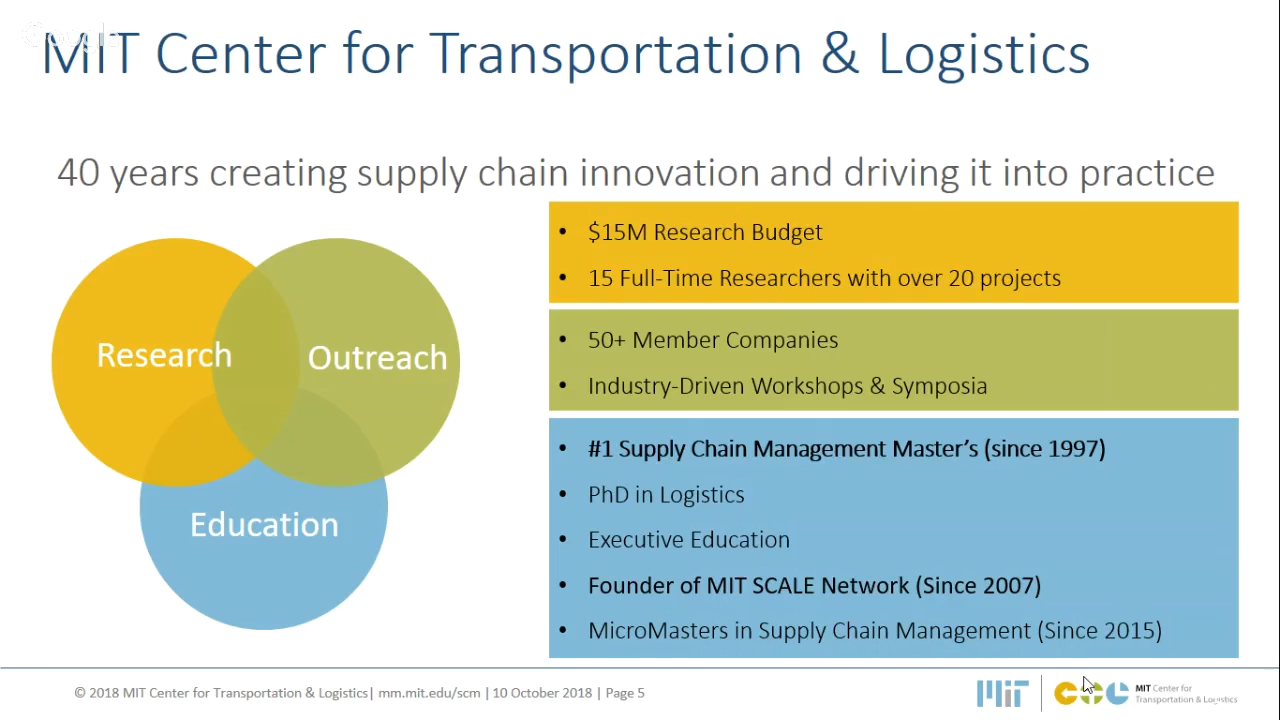 Google
MIT Center for Transportation & Logistics
40 years creating supply chain innovation and driving it into practice
Research
Outreach
Education
• $15M Research Budget
• 15 Full-Time Researchers with over 20 projects
• 50+ Member Companies
• Industry-Driven Workshops & Symposia
• #1 Supply Chain Management Master’s (since 1997)
• PhD in Logistics
• Executive Education
• Founder of MIT SCALE Network (Since 2007)
• MicroMasters in Supply Chain Management (Since 2015)
© 2018 MIT Center for Transportation & Logistics| mm.mit.edu/scm | 10 October 2018 | Page 5
MIT
CTL
MIT Center for
Transportation & Logistics